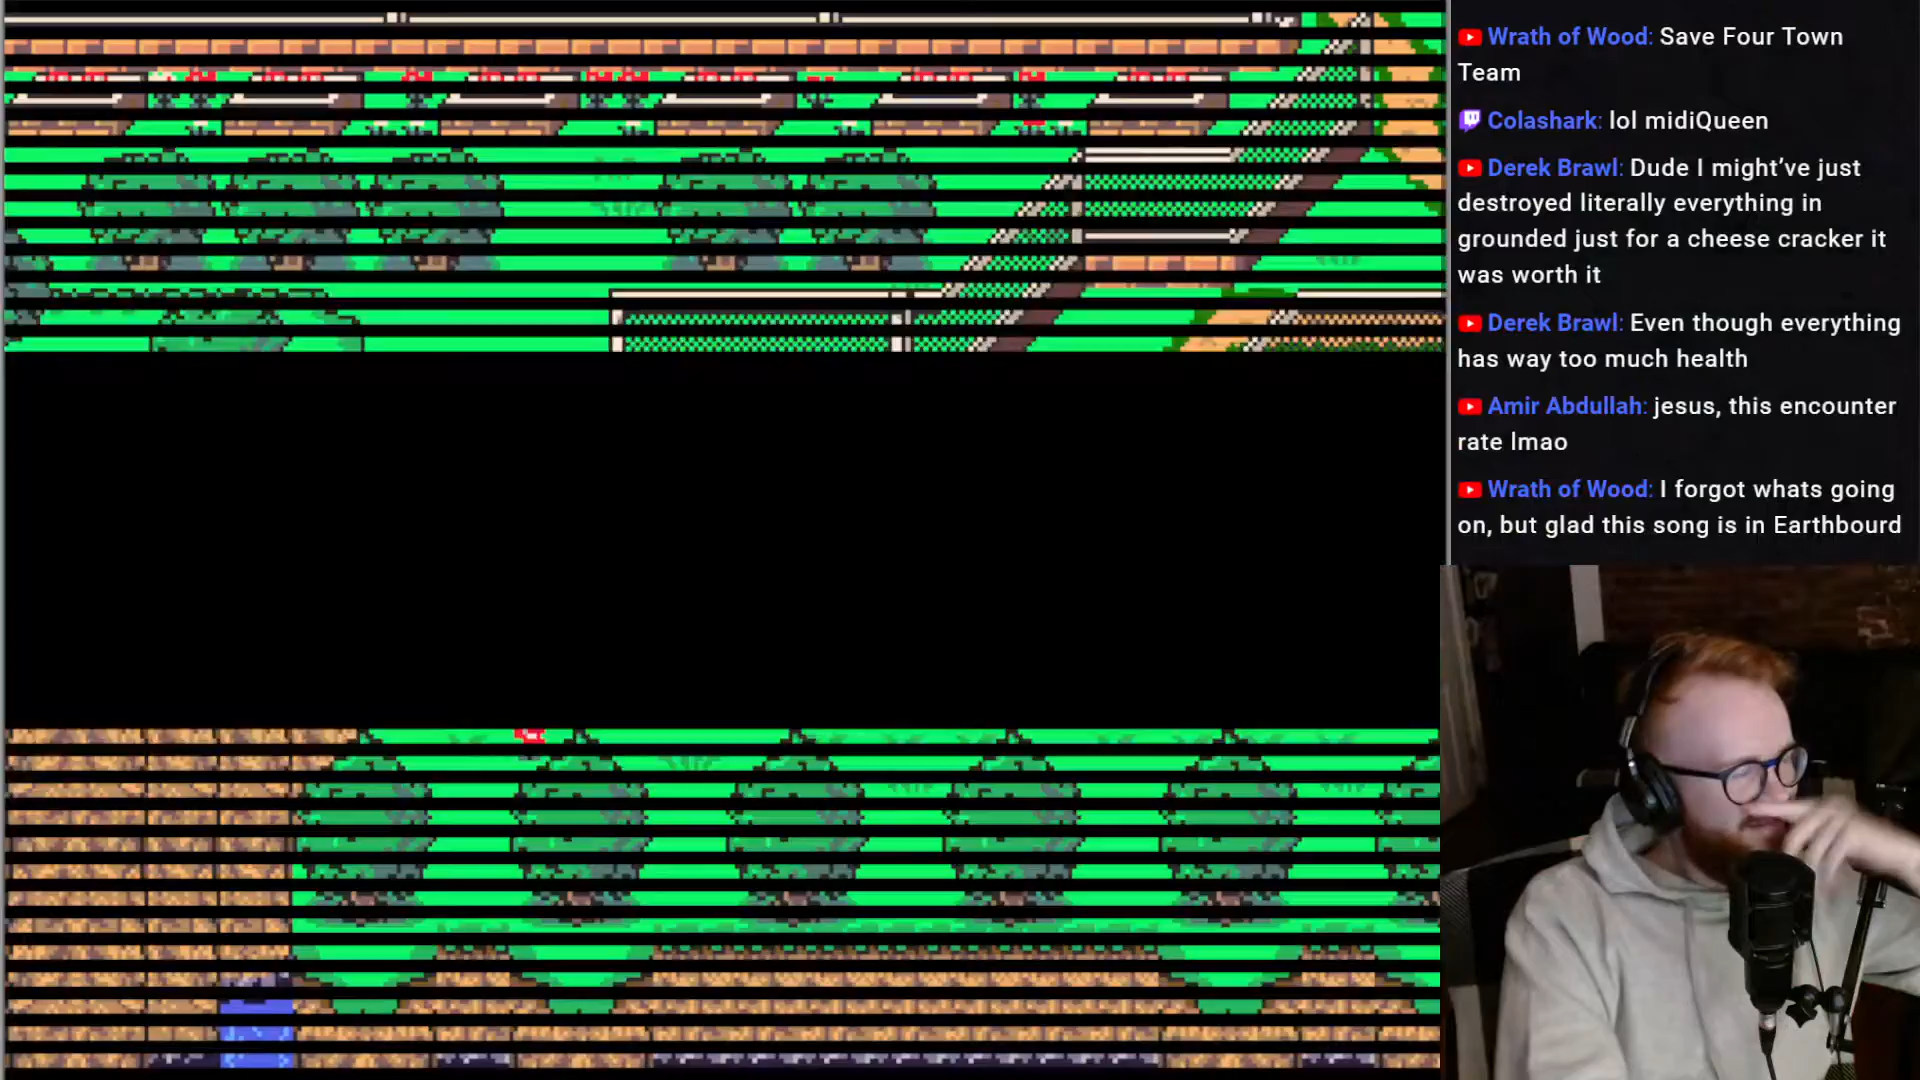 Wrath of Wood: Save Four Town
Team
Colashark: lol midiQueen
Derek Brawl: Dude I might’ve just
destroyed literally everything in
grounded just for a cheese cracker it
was worth it
Derek Brawl: Even though everything
has way too much health
Amir Abdullah: jesus, this encounter
rate lmao
Wrath of Wood: I forgot whats going
on, but glad this song is in Earthbourd